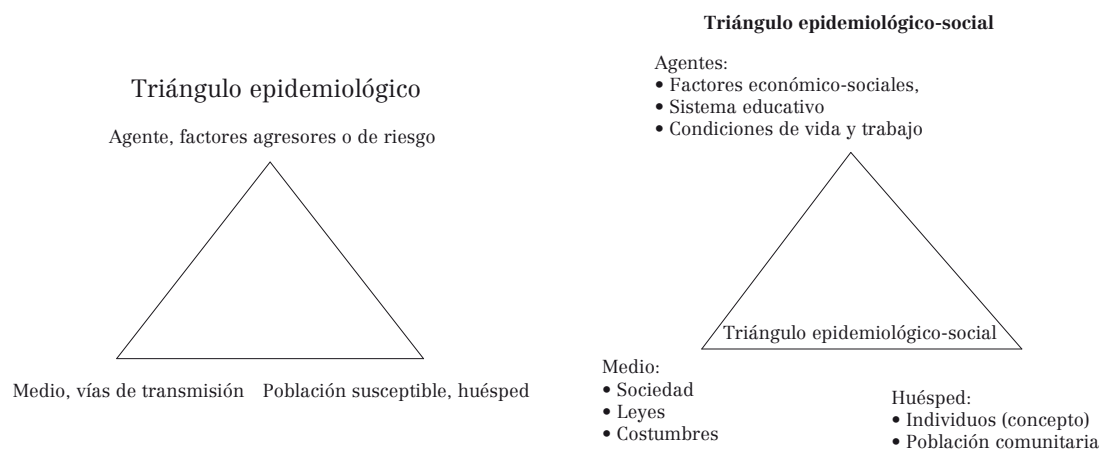 Triángulo epidemiológico
Agente, factores agresores o de riesgo
Medio, vías de transmisión
Población susceptible, huésped
Triángulo epidemiológico-social
Agentes:
• Factores económico-sociales,
• Sistema educativo
• Condiciones de vida y trabajo
Triángulo epidemiológico-social
Medio:
• Sociedad
• Leyes
• Costumbres
Huésped:
• Individuos (concepto)
• Población comunitaria